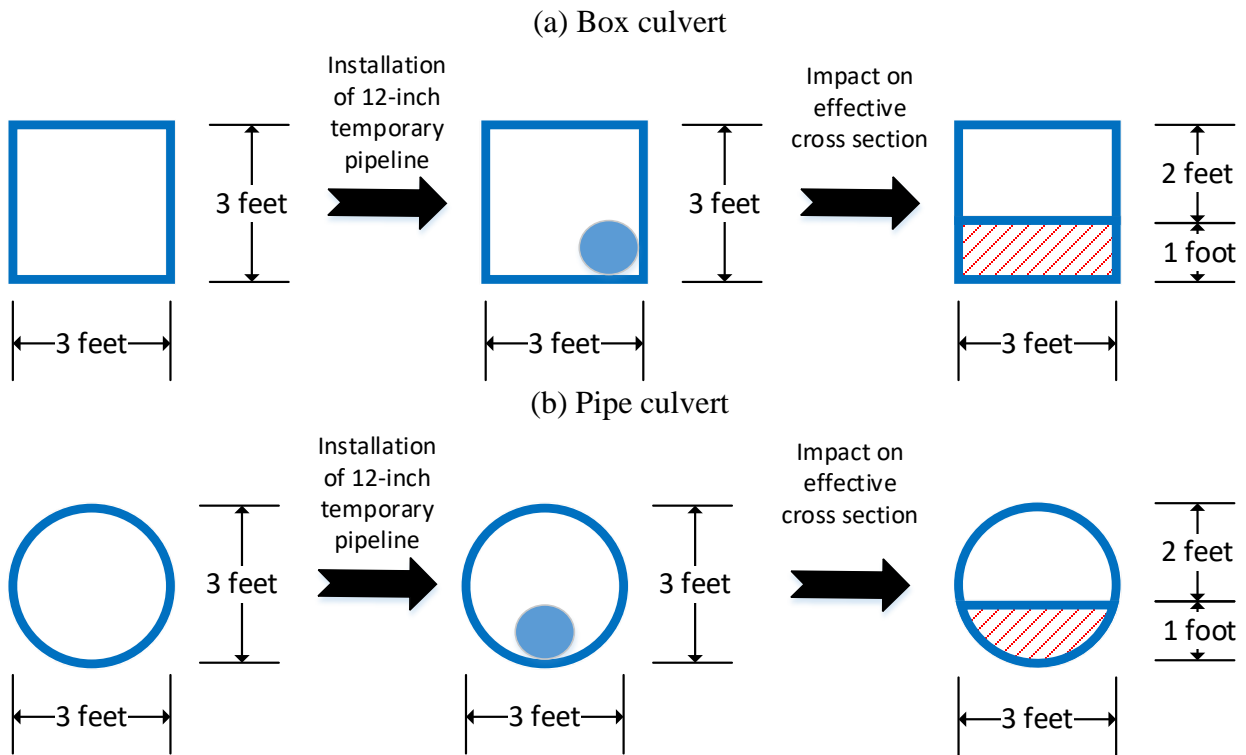 (a) Box culvert
Installation
of 12-inch
temporary
pipeline
Impact on
effective
cross section
3 feet
3 feet
2 feet
1 foot
3 feet
3 feet
3 feet
(b) Pipe culvert
Installation
of 12-inch
temporary
pipeline
Impact on
effective
cross section
3 feet
3 feet
2 feet
1 foot
3 feet
3 feet
3 feet